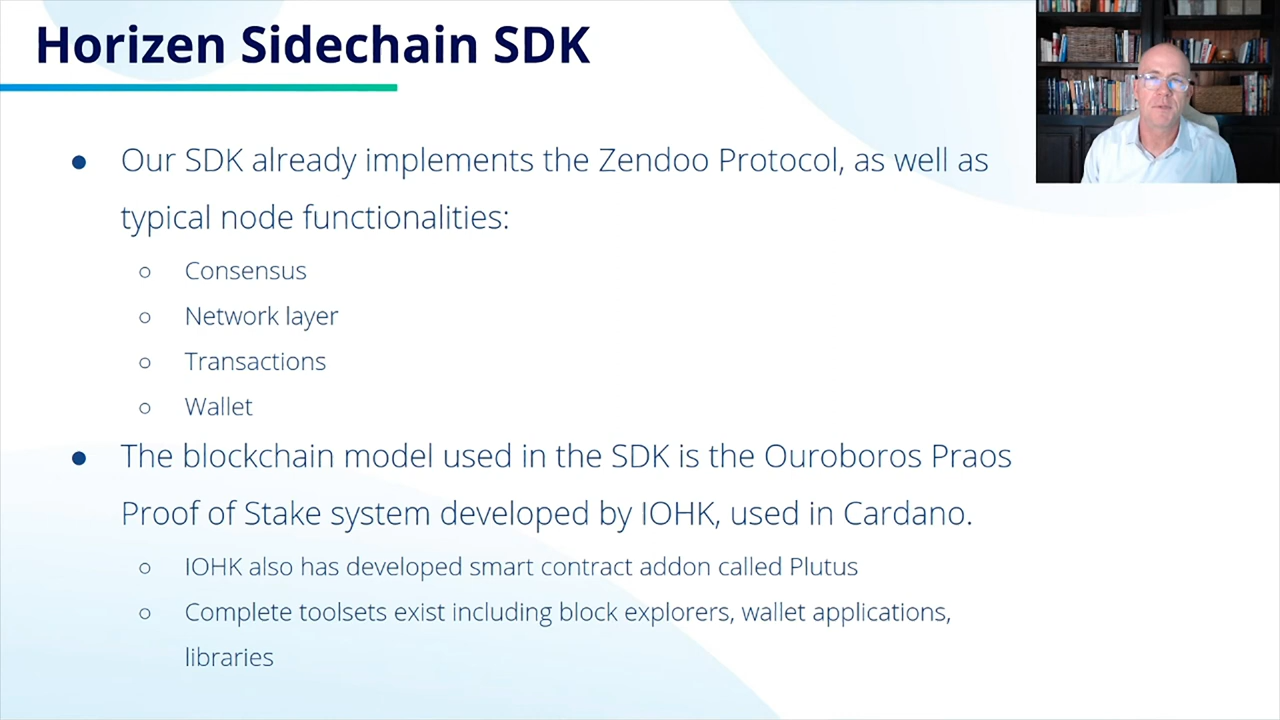 Horizen Sidechain SDK
● Our SDK already implements the Zendoo Protocol, as well as
typical node functionalities:
○ Consensus
○ Network layer
○ Transactions
○ Wallet
● The blockchain model used in the SDK is the Ouroboros Praos
Proof of Stake system developed by IOHK, used in Cardano.
○ IOHK also has developed smart contract addon called Plutus
○ Complete toolsets exist including block explorers, wallet applications,
libraries